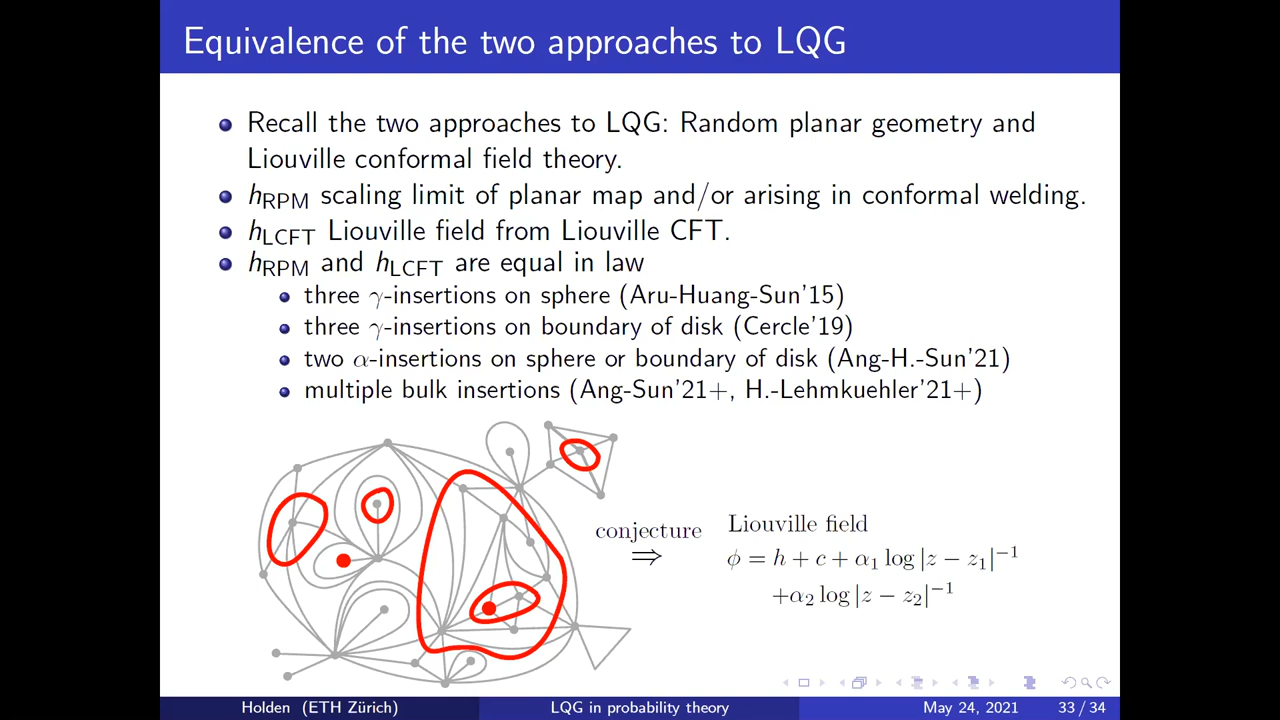 Equivalence of the two approaches to LQG
Recall the two approaches to LQG: Random planar geometry and
Liouville conformal field theory.
h_RPM scaling limit of planar map and/or arising in conformal welding.
h_LCFT Liouville field from Liouville CFT.
h_RPM and h_LCFT are equal in law
three γ-insertions on sphere (Aru-Huang-Sun'15)
three γ-insertions on boundary of disk (Cercle'19)
two α-insertions on sphere or boundary of disk (Ang-H.-Sun'21)
multiple bulk insertions (Ang-Sun'21+, H.-Lehmkuehler'21+)
conjecture
⇒
Liouville field
ϕ = h + c + α₁ log |z − z₁|⁻¹
+α₂ log |z − z₂|⁻¹
Holden (ETH Zürich) LQG in probability theory May 24, 2021 33 / 34